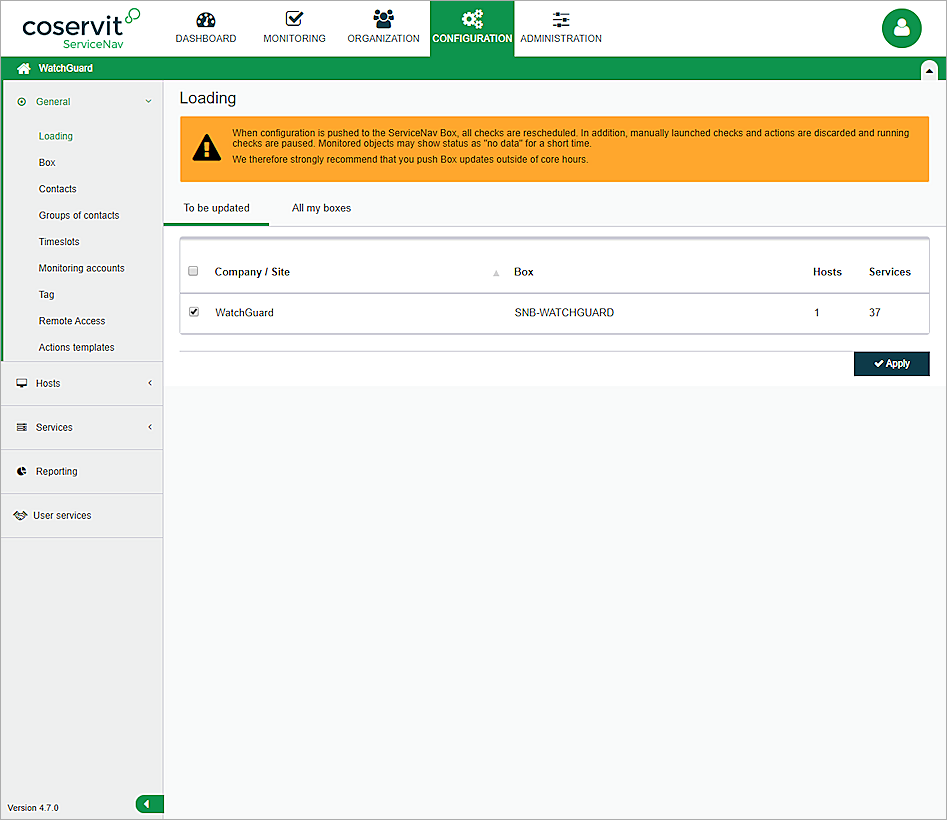 coservit
ServiceNav
DASHBOARD
MONITORING
ORGANIZATION
CONFIGURATION
ADMINISTRATION
WatchGuard
General
Loading
Box
Contacts
Groups of contacts
Timeslots
Monitoring accounts
Tag
Remote Access
Actions templates
Hosts
Services
Reporting
User services
Version 4.7.0
Loading
When configuration is pushed to the ServiceNav Box, all checks are rescheduled. In addition, manually launched checks and actions are discarded and running
checks are paused. Monitored objects may show status as "no data" for a short time.
We therefore strongly recommend that you push Box updates outside of core hours.
To be updated All my boxes
Company / Site Box Hosts Services
WatchGuard SNB-WATCHGUARD 1 37
Apply